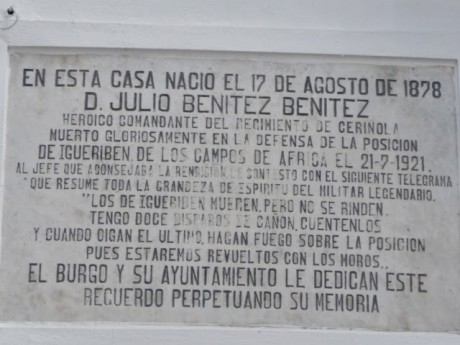 EN ESTA CASA NACIO EL 17 DE AGOSTO DE 1878
D. JULIO BENITEZ BENITEZ
HEROICO COMANDANTE DEL REGIMIENTO DE CERINOLA
MUERTO GLORIOSAMENTE EN LA DEFENSA DE LA POSICION
DE IGUERIBEN, DE LOS CAMPOS DE AFRICA EL 21-7-1921.
AL JEFE QUE ACONSEJABA LA RENDICION, LE CONTESTO CON EL SIGUIENTE TELEGRAMA
QUE RESUME TODA LA GRANDEZA DE ESPIRITU DEL MILITAR LEGENDARIO.
"LOS DE IGUERIBEN MUEREN, PERO NO SE RINDEN.
TENGO DOCE DISPAROS DE CAÑON, CUENTENLOS
Y CUANDO OIGAN EL ULTIMO, HAGAN FUEGO SOBRE LA POSICION
PUES ESTAREMOS REVUELTOS CON LOS MOROS".
EL BURGO Y SU AYUNTAMIENTO LE DEDICAN ESTE
RECUERDO PERPETUANDO SU MEMORIA